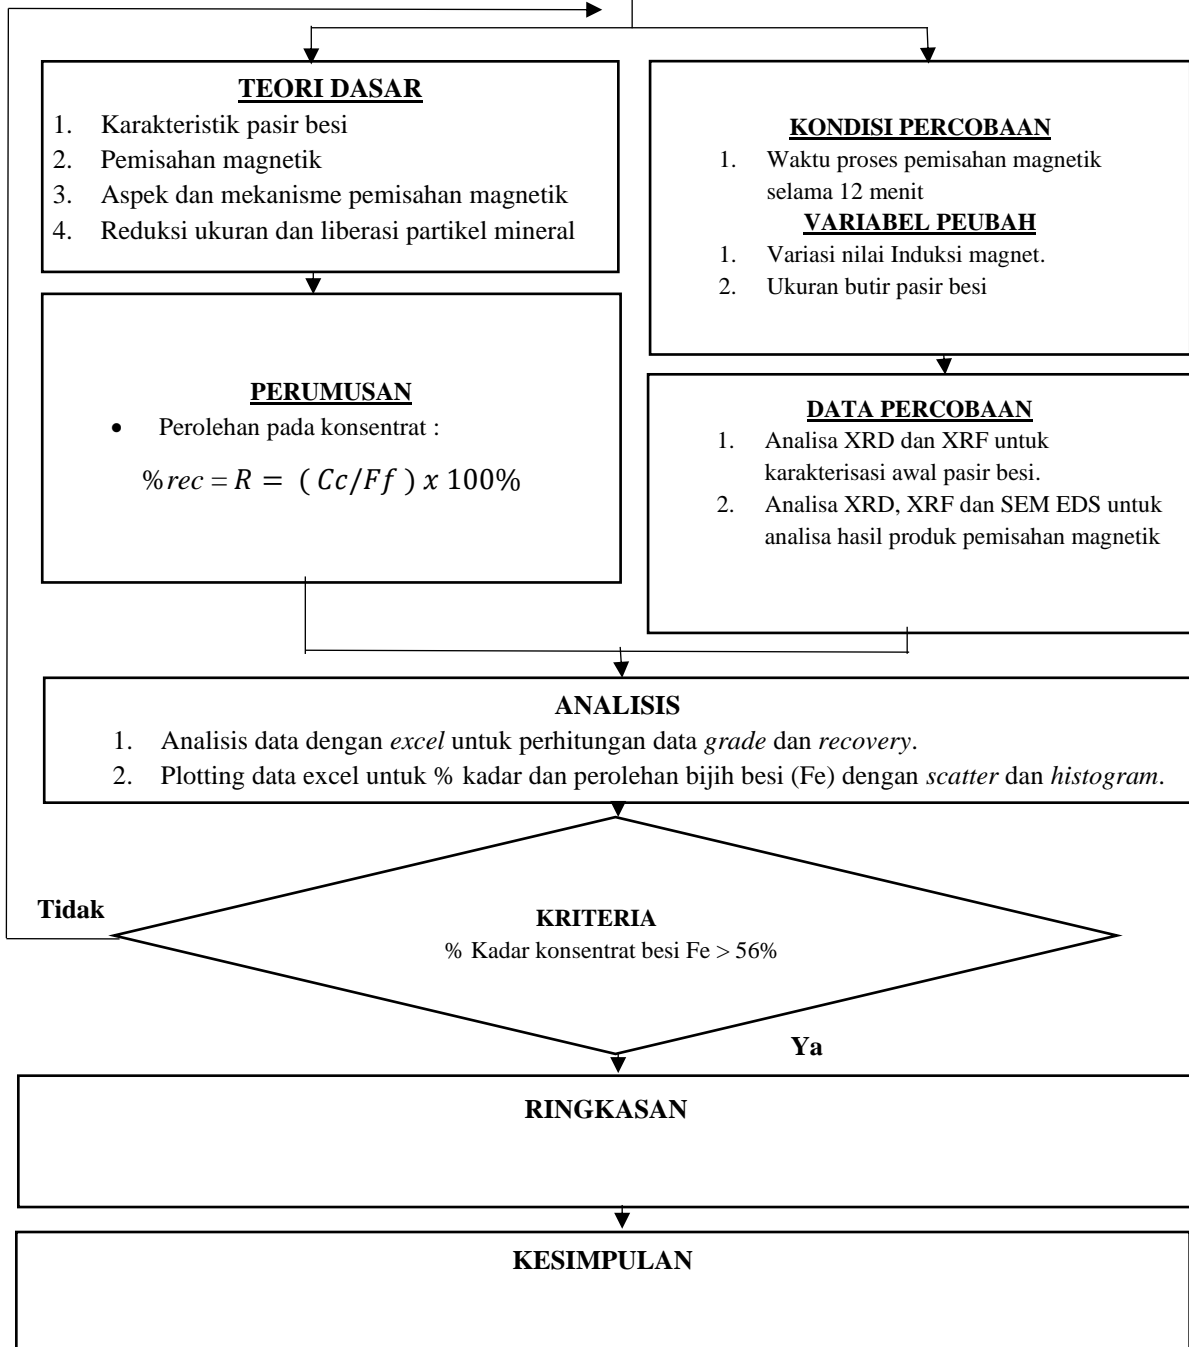 TEORI DASAR
1. Karakteristik pasir besi
2. Pemisahan magnetik
3. Aspek dan mekanisme pemisahan magnetik
4. Reduksi ukuran dan liberasi partikel mineral
KONDISI PERCOBAAN
1. Waktu proses pemisahan magnetik
selama 12 menit
VARIABEL PEUBAH
1. Variasi nilai Induksi magnet.
2. Ukuran butir pasir besi
PERUMUSAN
• Perolehan pada konsentrat :
% rec = R = ( Cc/Ff ) x 100%
DATA PERCOBAAN
1. Analisa XRD dan XRF untuk
karakterisasi awal pasir besi.
2. Analisa XRD, XRF dan SEM EDS untuk
analisa hasil produk pemisahan magnetik
ANALISIS
1. Analisis data dengan excel untuk perhitungan data grade dan recovery.
2. Plotting data excel untuk % kadar dan perolehan bijih besi (Fe) dengan scatter dan histogram.
Tidak
KRITERIA
% Kadar konsentrat besi Fe > 56%
Ya
RINGKASAN
KESIMPULAN